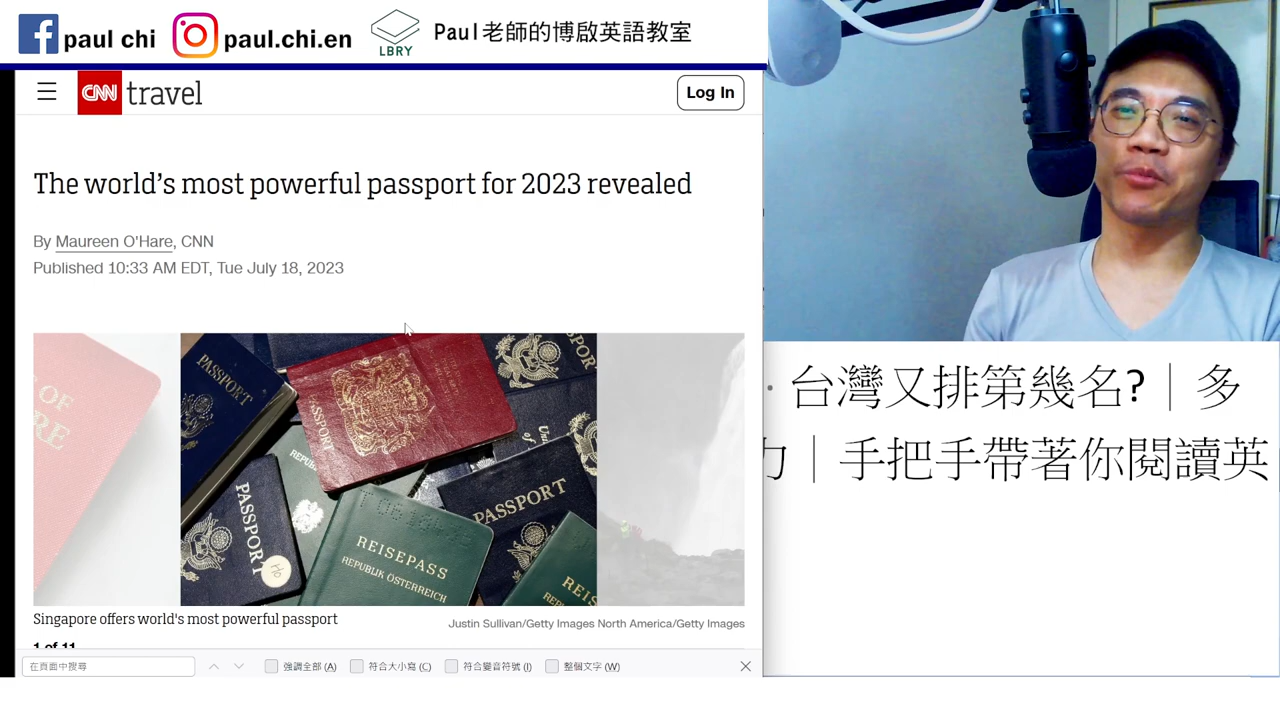 paul chi
paul.chi.en
LBRY
Paul老師的博啟英語教室
CNN travel
Log In
The world's most powerful passport for 2023 revealed
By Maureen O'Hare, CNN
Published 10:33 AM EDT, Tue July 18, 2023
PASSPORT
PASSPORT
PASSPORT
PASSPORT
REISEPASS
REPUBLIK ÖSTERREICH
Singapore offers world's most powerful passport
Justin Sullivan/Getty Images North America/Getty Images
1 of 11
在頁面中搜尋
強調全部 (A)
符合大小寫 (C)
符合變音符號 (I)
整個文字 (W)
台灣又排第幾名?｜多
力｜手把手帶著你閱讀英